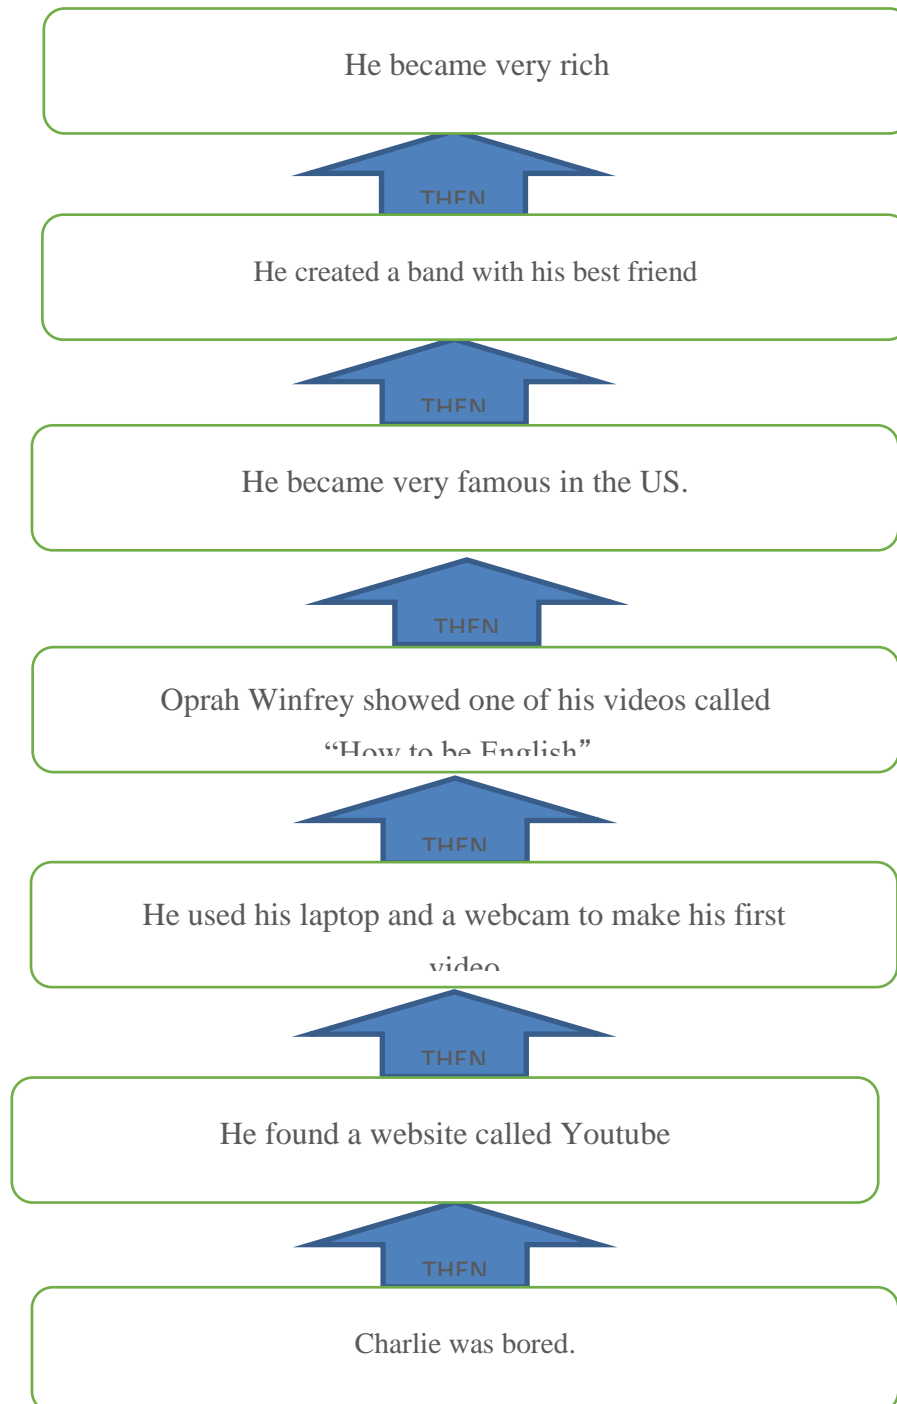 He became very rich
THEN
He created a band with his best friend
THEN
He became very famous in the US.
THEN
Oprah Winfrey showed one of his videos called
“How to be English”
THEN
He used his laptop and a webcam to make his first
video
THEN
He found a website called Youtube
THEN
Charlie was bored.